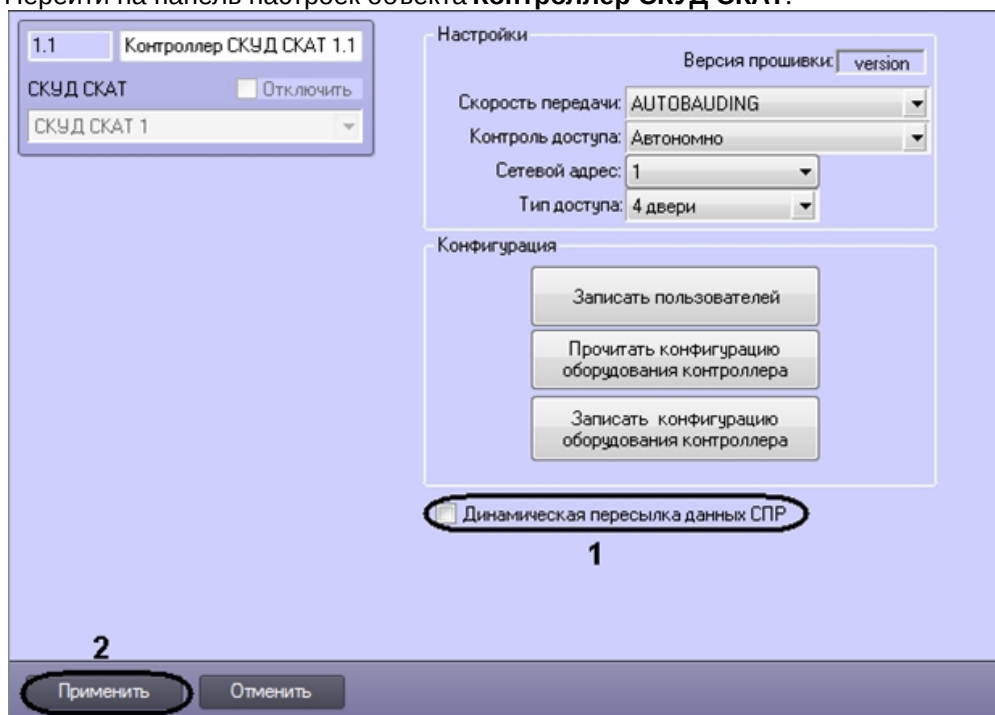 Перейти на панель настроек объекта Контроллер СКУД СКАТ.
1.1 Контроллер СКУД СКАТ 1.1
СКУД СКАТ Отключить
СКУД СКАТ 1
Настройки
Версия прошивки: version
Скорость передачи: AUTOBAUDING
Контроль доступа: Автономно
Сетевой адрес: 1
Тип доступа: 4 двери
Конфигурация
Записать пользователей
Прочитать конфигурацию
оборудования контроллера
Записать конфигурацию
оборудования контроллера
Динамическая пересылка данных СПР
1
2
Применить Отменить